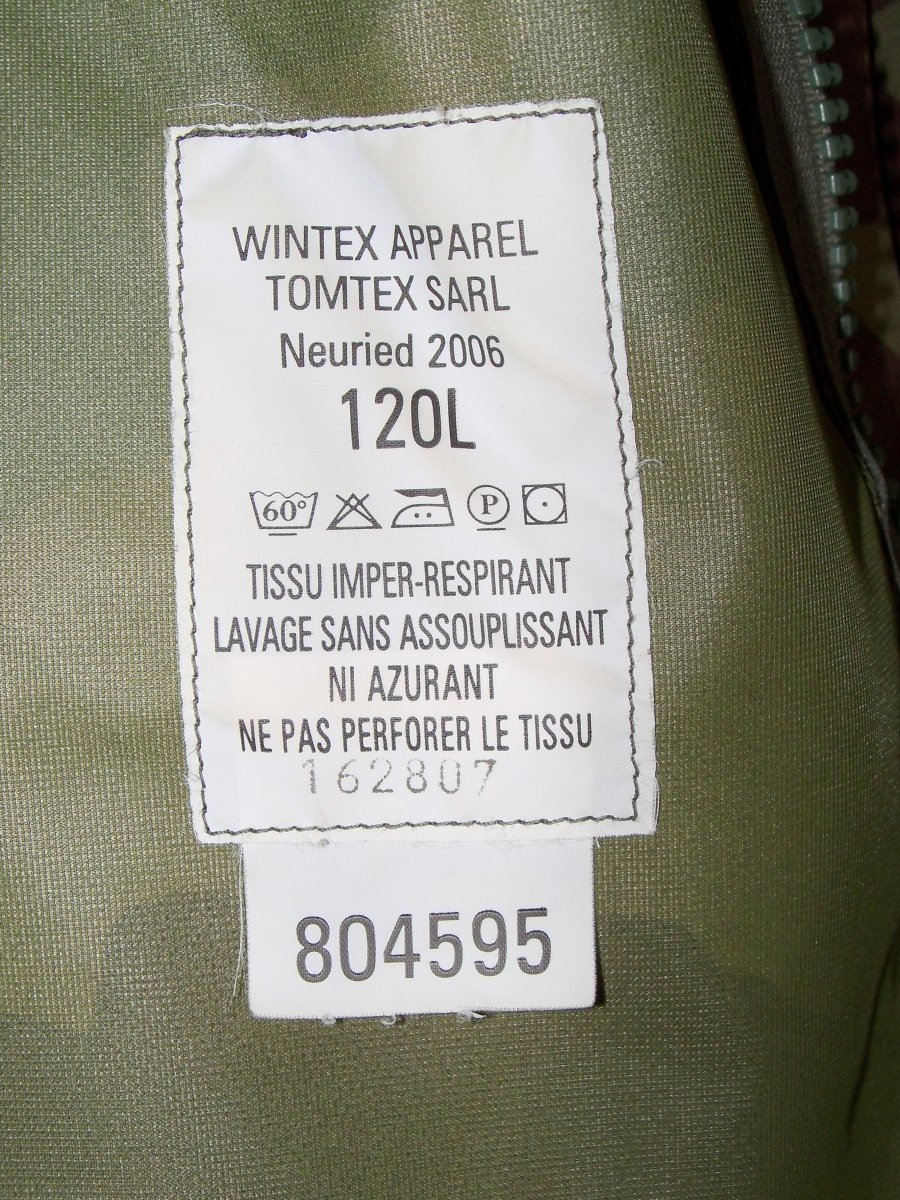 WINTEX APPAREL
TOMTEX SARL
Neuried 2006
120L
60° P
TISSU IMPER-RESPIRANT
LAVAGE SANS ASSOUPLISSANT
NI AZURANT
NE PAS PERFORER LE TISSU
162807
804595